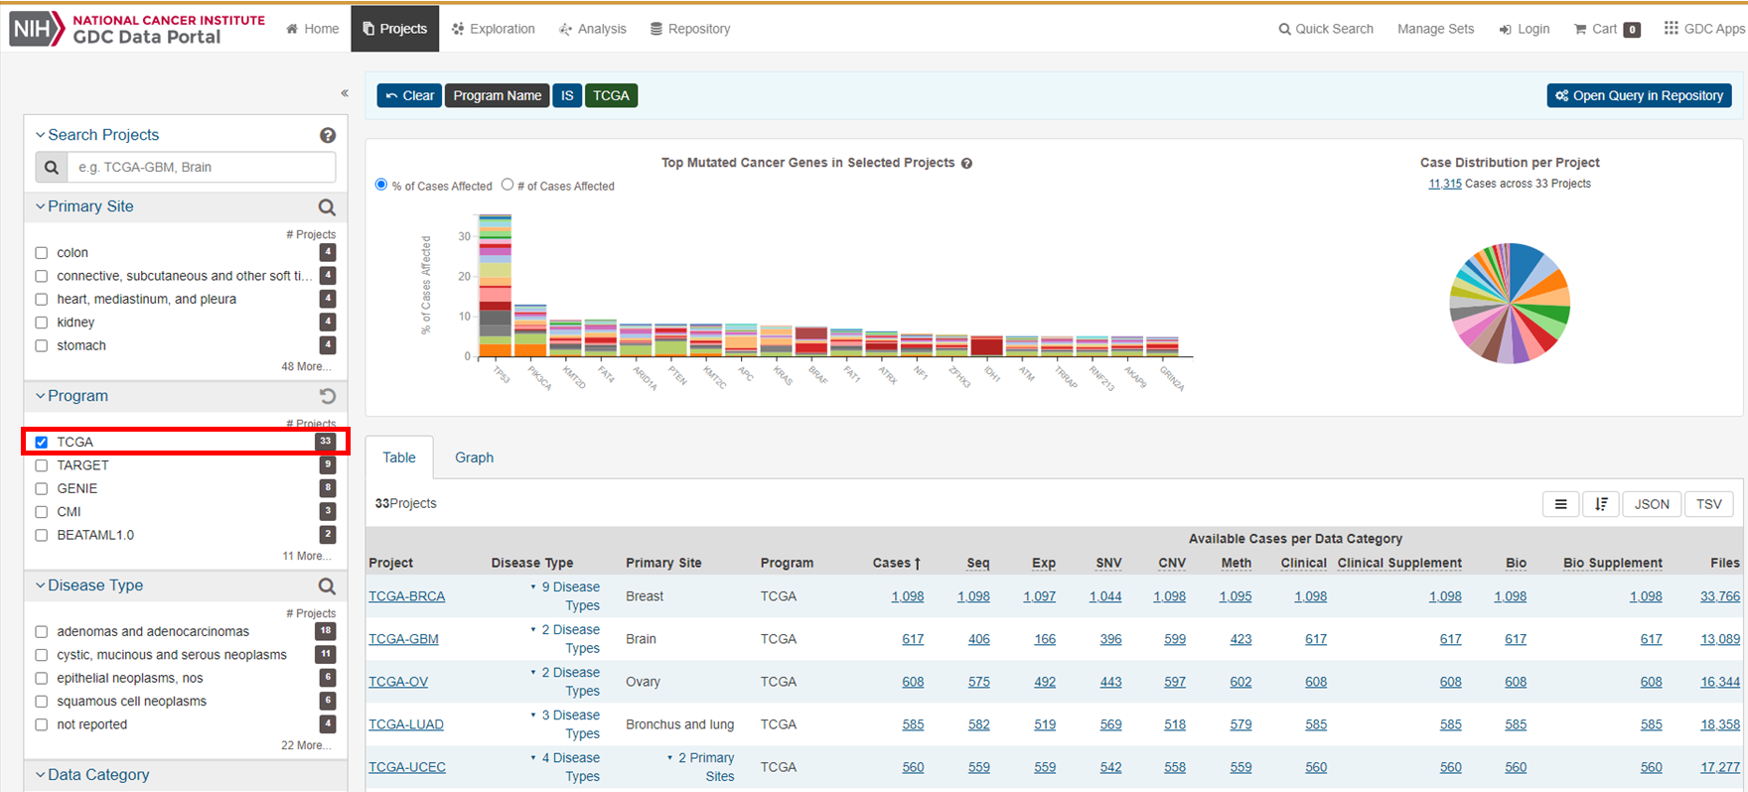 NIH NATIONAL CANCER INSTITUTE
GDC Data Portal
Home
Projects
Exploration
Analysis
Repository
Quick Search
Manage Sets
Login
Cart 0
GDC Apps
«
Clear
Program Name
IS
TCGA
Open Query in Repository
Search Projects
e.g. TCGA-GBM, Brain
Primary Site
# Projects
colon 4
connective, subcutaneous and other soft ti... 4
heart, mediastinum, and pleura 4
kidney 4
stomach 4
48 More...
Program
# Projects
TCGA 33
TARGET 9
GENIE 8
CMI 3
BEATAML1.0 2
11 More...
Disease Type
# Projects
adenomas and adenocarcinomas 18
cystic, mucinous and serous neoplasms 11
epithelial neoplasms, nos 6
squamous cell neoplasms 6
not reported 4
22 More...
Data Category
Top Mutated Cancer Genes in Selected Projects
% of Cases Affected # of Cases Affected
% of Cases Affected
30
20
10
0
TP53
PIK3CA
KMT2D
FAT4
ARID1A
PTEN
KMT2C
APC
KRAS
BRAF
FAT1
ATRX
NF1
ZFHX3
IDH1
ATM
TRRAP
RNF213
AKAP9
GRIN2A
Case Distribution per Project
11,315 Cases across 33 Projects
Table
Graph
33Projects
JSON
TSV
Available Cases per Data Category
Project Disease Type Primary Site Program Cases Seq Exp SNV CNV Meth Clinical Clinical Supplement Bio Bio Supplement Files
TCGA-BRCA 9 Disease Types Breast TCGA 1,098 1,098 1,097 1,044 1,098 1,095 1,098 1,098 1,098 1,098 33,766
TCGA-GBM 2 Disease Types Brain TCGA 617 406 166 396 599 423 617 617 617 617 13,089
TCGA-OV 2 Disease Types Ovary TCGA 608 575 492 443 597 602 608 608 608 608 16,344
TCGA-LUAD 3 Disease Types Bronchus and lung TCGA 585 582 519 569 518 579 585 585 585 585 18,358
TCGA-UCEC 4 Disease Types 2 Primary Sites TCGA 560 559 559 542 558 559 560 560 560 560 17,277